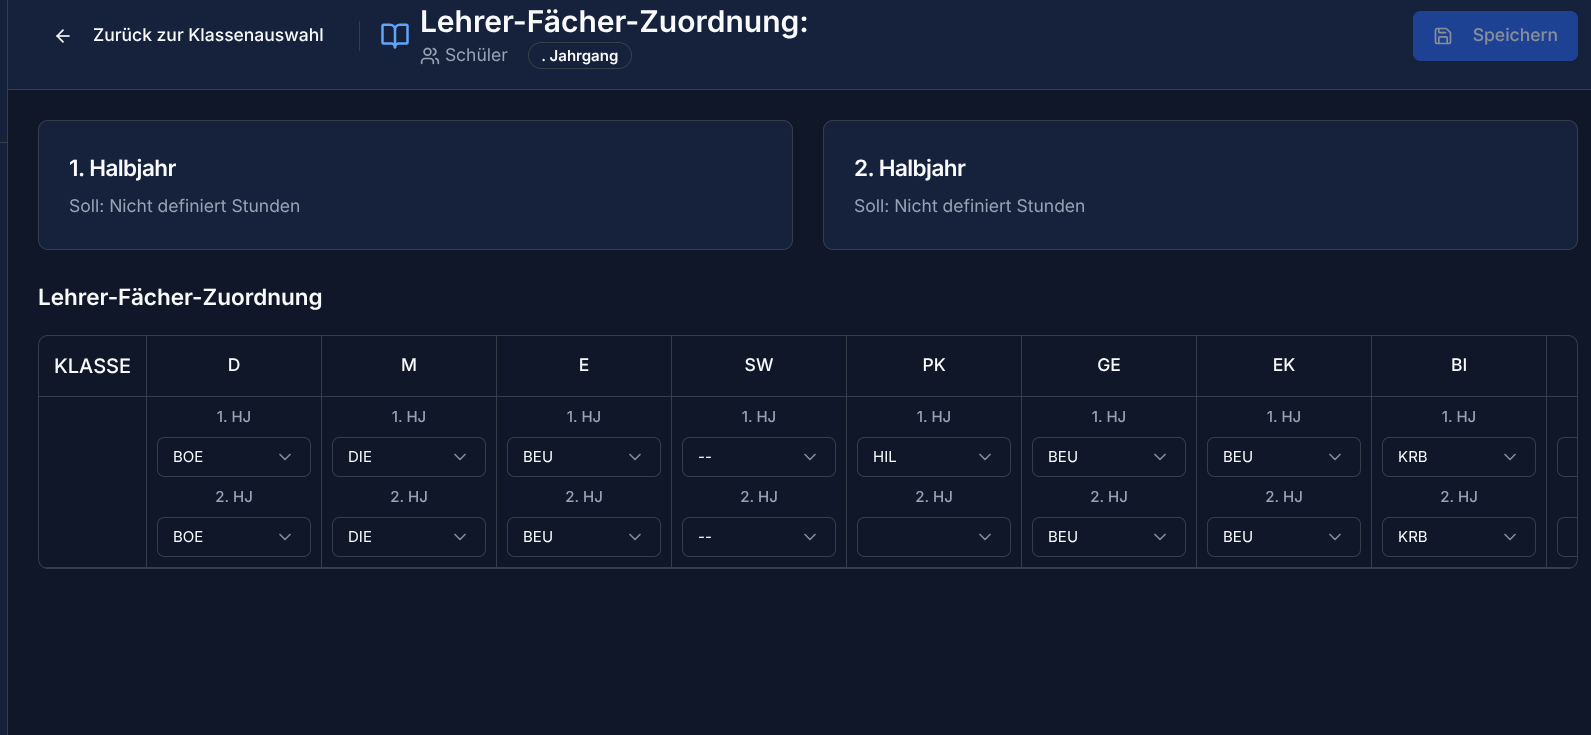 Zurück zur Klassenauswahl
Lehrer-Fächer-Zuordnung:
Schüler
. Jahrgang
Speichern
1. Halbjahr
Soll: Nicht definiert Stunden
2. Halbjahr
Soll: Nicht definiert Stunden
Lehrer-Fächer-Zuordnung
KLASSE D M E SW PK GE EK BI
1. HJ 1. HJ 1. HJ 1. HJ 1. HJ 1. HJ 1. HJ 1. HJ
BOE DIE BEU -- HIL BEU BEU KRB
2. HJ 2. HJ 2. HJ 2. HJ 2. HJ 2. HJ 2. HJ 2. HJ
BOE DIE BEU -- BEU BEU KRB